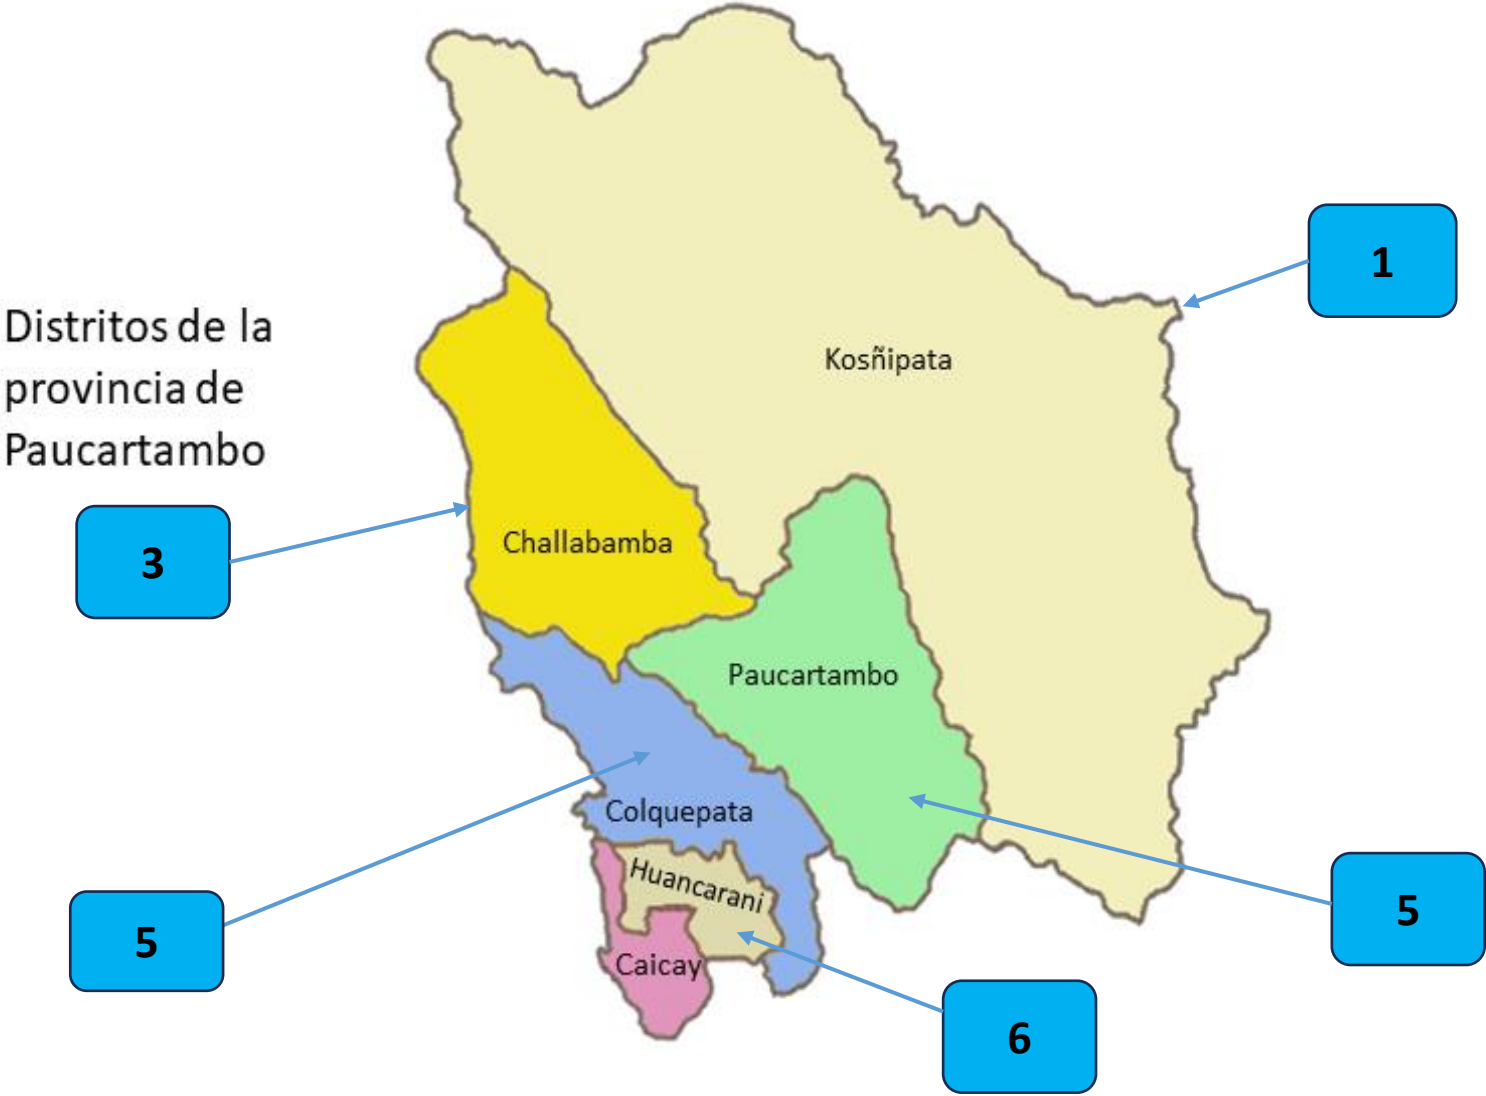 1
Distritos de la
provincia de
Paucartambo
Kosñipata
3
Challabamba
Paucartambo
Colquepata
Huancarani
5
5
Caicay
6